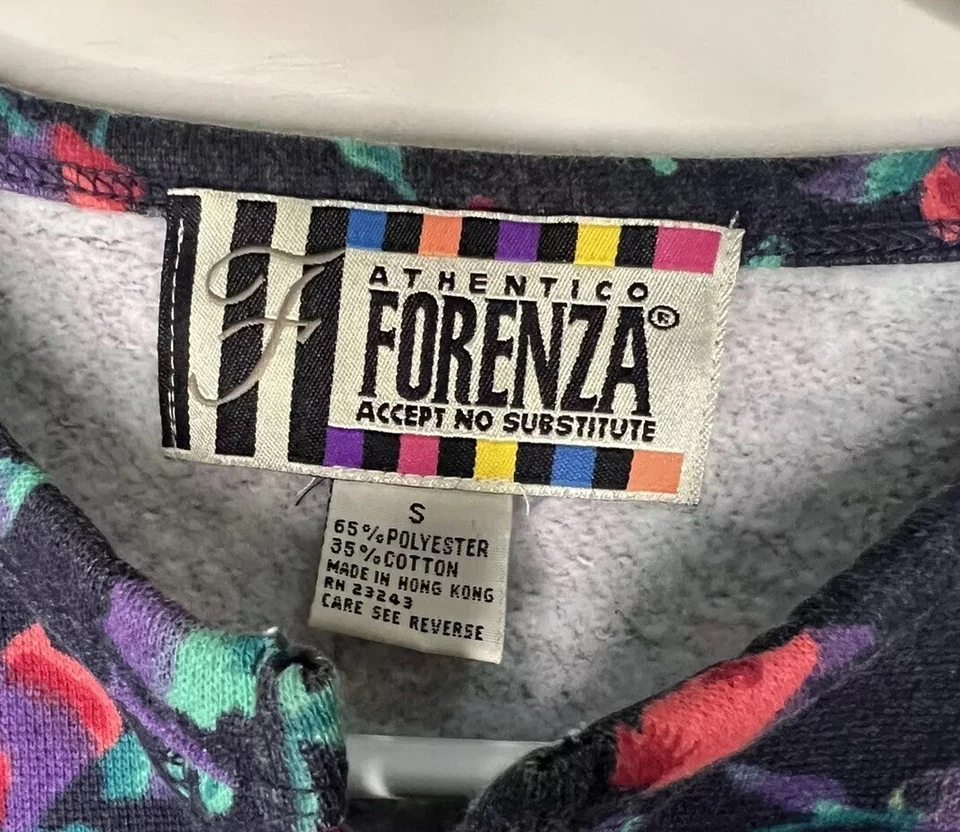 F
ATHENTICO
FORENZA®
ACCEPT NO SUBSTITUTE
S
65%POLYESTER
35%COTTON
MADE IN HONG KONG
RN 23243
CARE SEE REVERSE